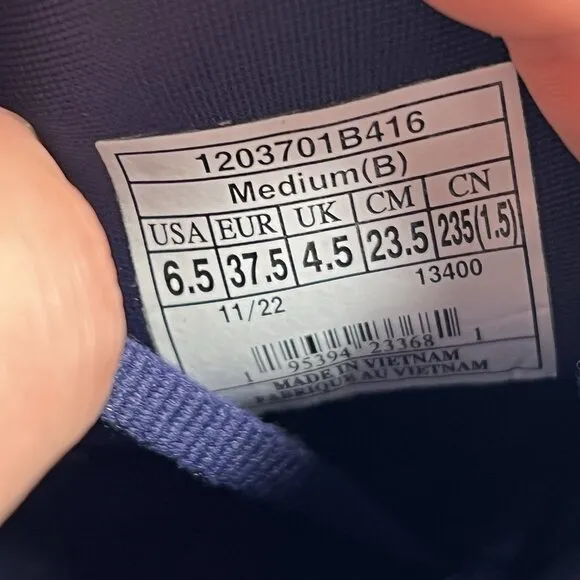 1203701B416
Medium(B)
USA EUR UK CM CN
6.5 37.5 4.5 23.5 235(1.5)
11/22 13400
1 95394 23368 1
MADE IN VIETNAM
FABRIQUE AU VIETNAM